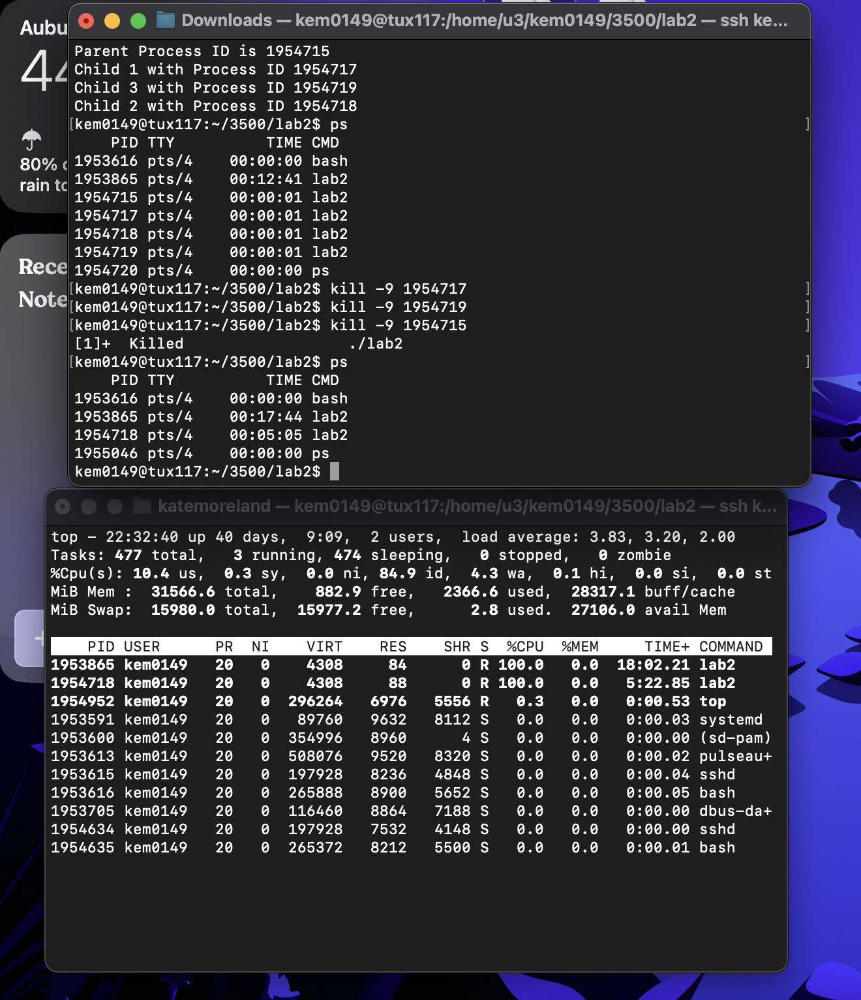 Downloads — kem0149@tux117:/home/u3/kem0149/3500/lab2 — ssh ke...
Aubu
44
80% c
rain to
Rece
Note
Parent Process ID is 1954715
Child 1 with Process ID 1954717
Child 3 with Process ID 1954719
Child 2 with Process ID 1954718
[kem0149@tux117:~/3500/lab2$ ps ]
PID TTY TIME CMD
1953616 pts/4 00:00:00 bash
1953865 pts/4 00:12:41 lab2
1954715 pts/4 00:00:01 lab2
1954717 pts/4 00:00:01 lab2
1954718 pts/4 00:00:01 lab2
1954719 pts/4 00:00:01 lab2
1954720 pts/4 00:00:00 ps
[kem0149@tux117:~/3500/lab2$ kill -9 1954717 ]
[kem0149@tux117:~/3500/lab2$ kill -9 1954719 ]
[kem0149@tux117:~/3500/lab2$ kill -9 1954715 ]
[1]+ Killed ./lab2
[kem0149@tux117:~/3500/lab2$ ps ]
PID TTY TIME CMD
1953616 pts/4 00:00:00 bash
1953865 pts/4 00:17:44 lab2
1954718 pts/4 00:05:05 lab2
1955046 pts/4 00:00:00 ps
kem0149@tux117:~/3500/lab2$
katemoreland — kem0149@tux117:/home/u3/kem0149/3500/lab2 — ssh k...
top - 22:32:40 up 40 days, 9:09, 2 users, load average: 3.83, 3.20, 2.00
Tasks: 477 total, 3 running, 474 sleeping, 0 stopped, 0 zombie
%Cpu(s): 10.4 us, 0.3 sy, 0.0 ni, 84.9 id, 4.3 wa, 0.1 hi, 0.0 si, 0.0 st
MiB Mem : 31566.6 total, 882.9 free, 2366.6 used, 28317.1 buff/cache
MiB Swap: 15980.0 total, 15977.2 free, 2.8 used. 27106.0 avail Mem
PID USER PR NI VIRT RES SHR S %CPU %MEM TIME+ COMMAND
1953865 kem0149 20 0 4308 84 0 R 100.0 0.0 18:02.21 lab2
1954718 kem0149 20 0 4308 88 0 R 100.0 0.0 5:22.85 lab2
1954952 kem0149 20 0 296264 6976 5556 R 0.3 0.0 0:00.53 top
1953591 kem0149 20 0 89760 9632 8112 S 0.0 0.0 0:00.03 systemd
1953600 kem0149 20 0 354996 8960 4 S 0.0 0.0 0:00.00 (sd-pam)
1953613 kem0149 20 0 508076 9520 8320 S 0.0 0.0 0:00.02 pulseau+
1953615 kem0149 20 0 197928 8236 4848 S 0.0 0.0 0:00.04 sshd
1953616 kem0149 20 0 265888 8900 5652 S 0.0 0.0 0:00.05 bash
1953705 kem0149 20 0 116460 8864 7188 S 0.0 0.0 0:00.00 dbus-da+
1954634 kem0149 20 0 197928 7532 4148 S 0.0 0.0 0:00.00 sshd
1954635 kem0149 20 0 265372 8212 5500 S 0.0 0.0 0:00.01 bash